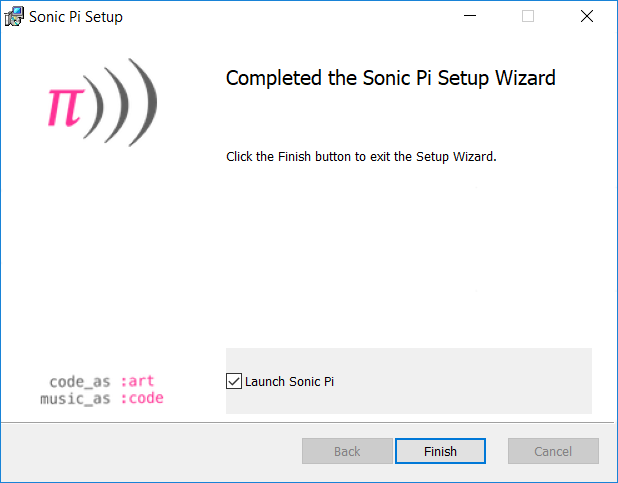 Sonic Pi Setup
π)))
Completed the Sonic Pi Setup Wizard
Click the Finish button to exit the Setup Wizard.
code_as :art
music_as :code
Launch Sonic Pi
Back
Finish
Cancel